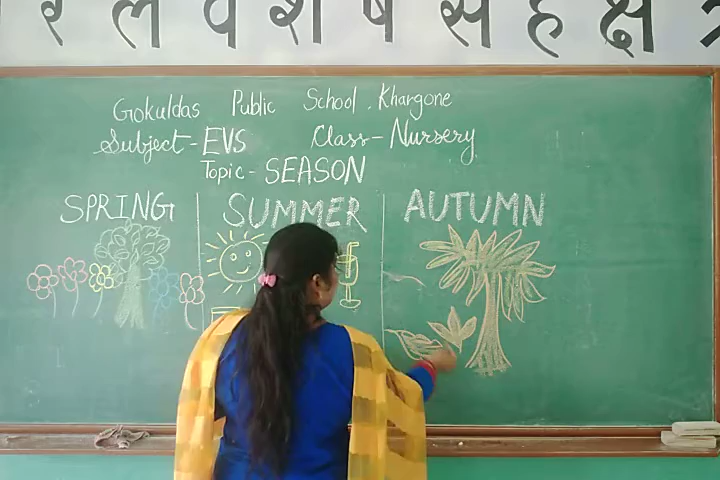 र ल व श ष स ह क्ष
Gokuldas Public School . Khargone
Subject - EVS Class - Nursery
Topic - SEASON
SPRING SUMMER AUTUMN